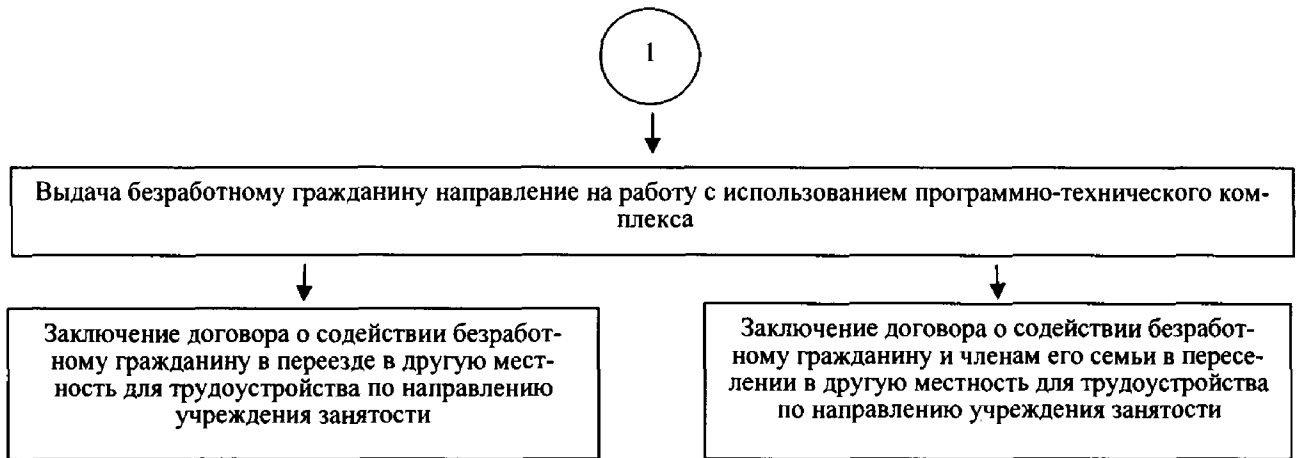 1
Выдача безработному гражданину направление на работу с использованием программно-технического ком-
плекса
Заключение договора о содействии безработ-
ному гражданину в переезде в другую мест-
ность для трудоустройства по направлению
учреждения занятости
Заключение договора о содействии безработ-
ному гражданину и членам его семьи в пересе-
лении в другую местность для трудоустройства
по направлению учреждения занятости